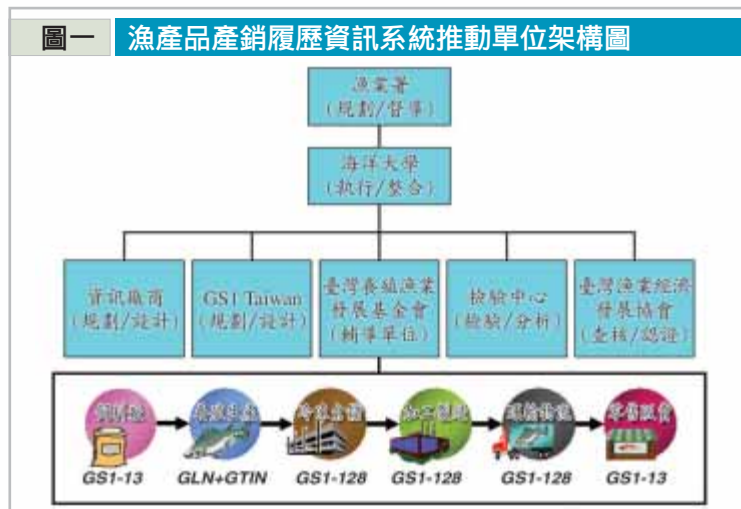 圖一 漁產品產銷履歷資訊系統推動單位架構圖
漁業署
(規劃/督導)
海洋大學
(執行/整合)
資訊廠商
(規劃/設計)
GS1 Taiwan
(規劃/設計)
臺灣養殖漁業
發展基金會
(輔導單位)
檢驗中心
(檢驗/分析)
臺灣漁業經濟
發展協會
(查核/認證)
零售販賣
GS1-13
GLN+GTIN
GS1-128
GS1-128
GS1-128
GS1-13